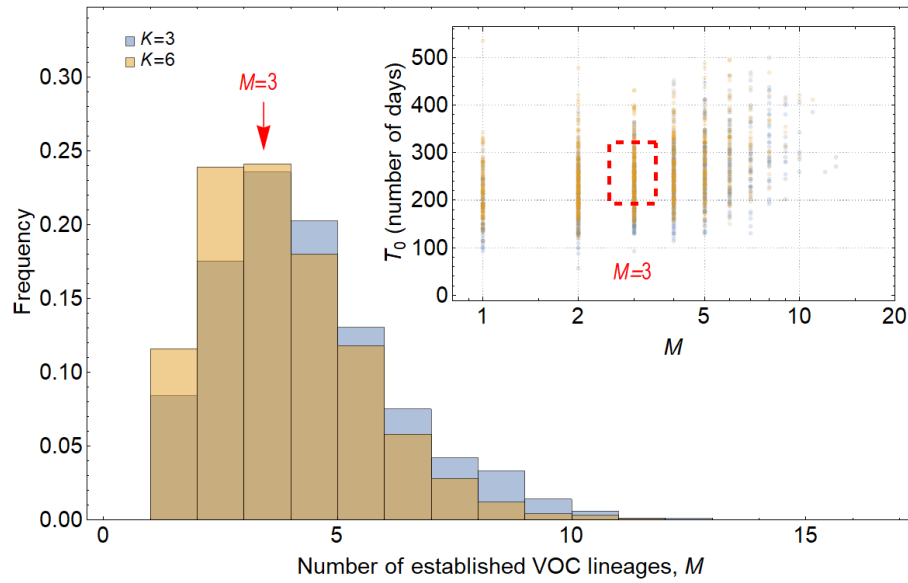 K=3
K=6
M=3
Frequency
0.30
0.25
0.20
0.15
0.10
0.05
0.00
0
5
10
15
Number of established VOC lineages, M
T₀ (number of days)
500
400
300
200
100
0
M=3
1
2
5
10
20
M